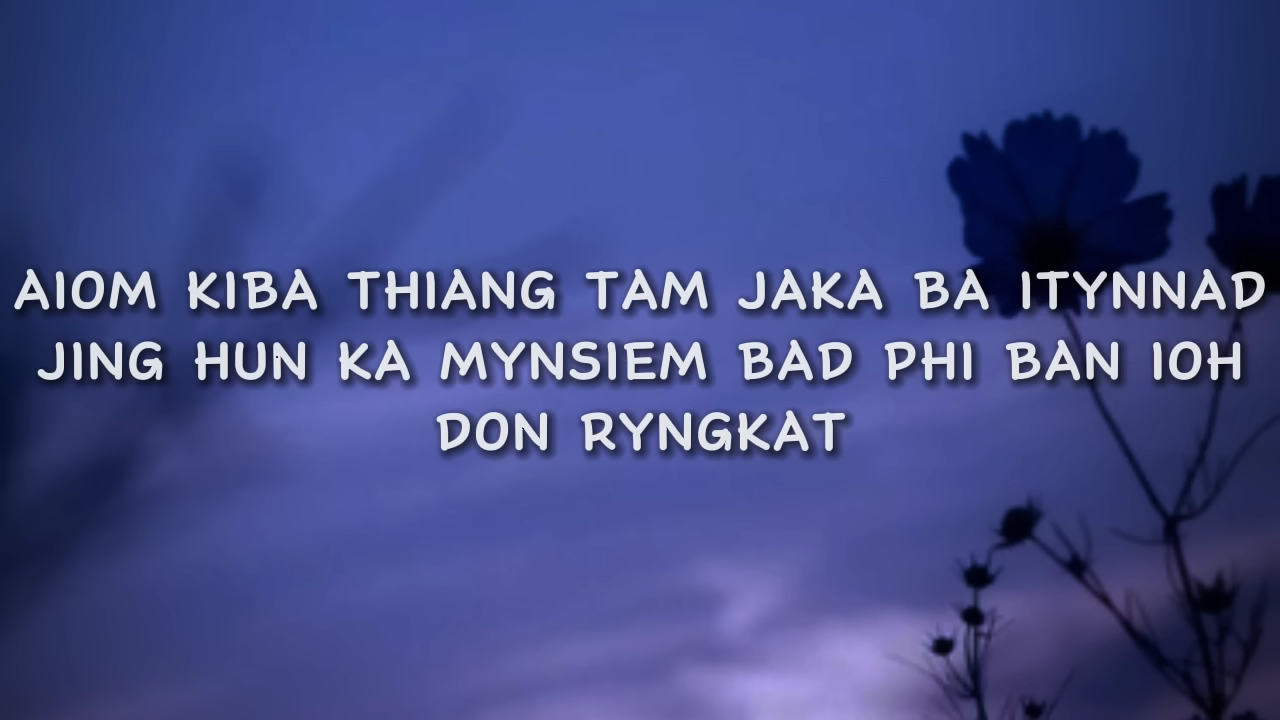 AIOM KIBA THIANG TAM JAKA BA ITYNNAD
JING HUN KA MYNSIEM BAD PHI BAN IOH
DON RYNGKAT